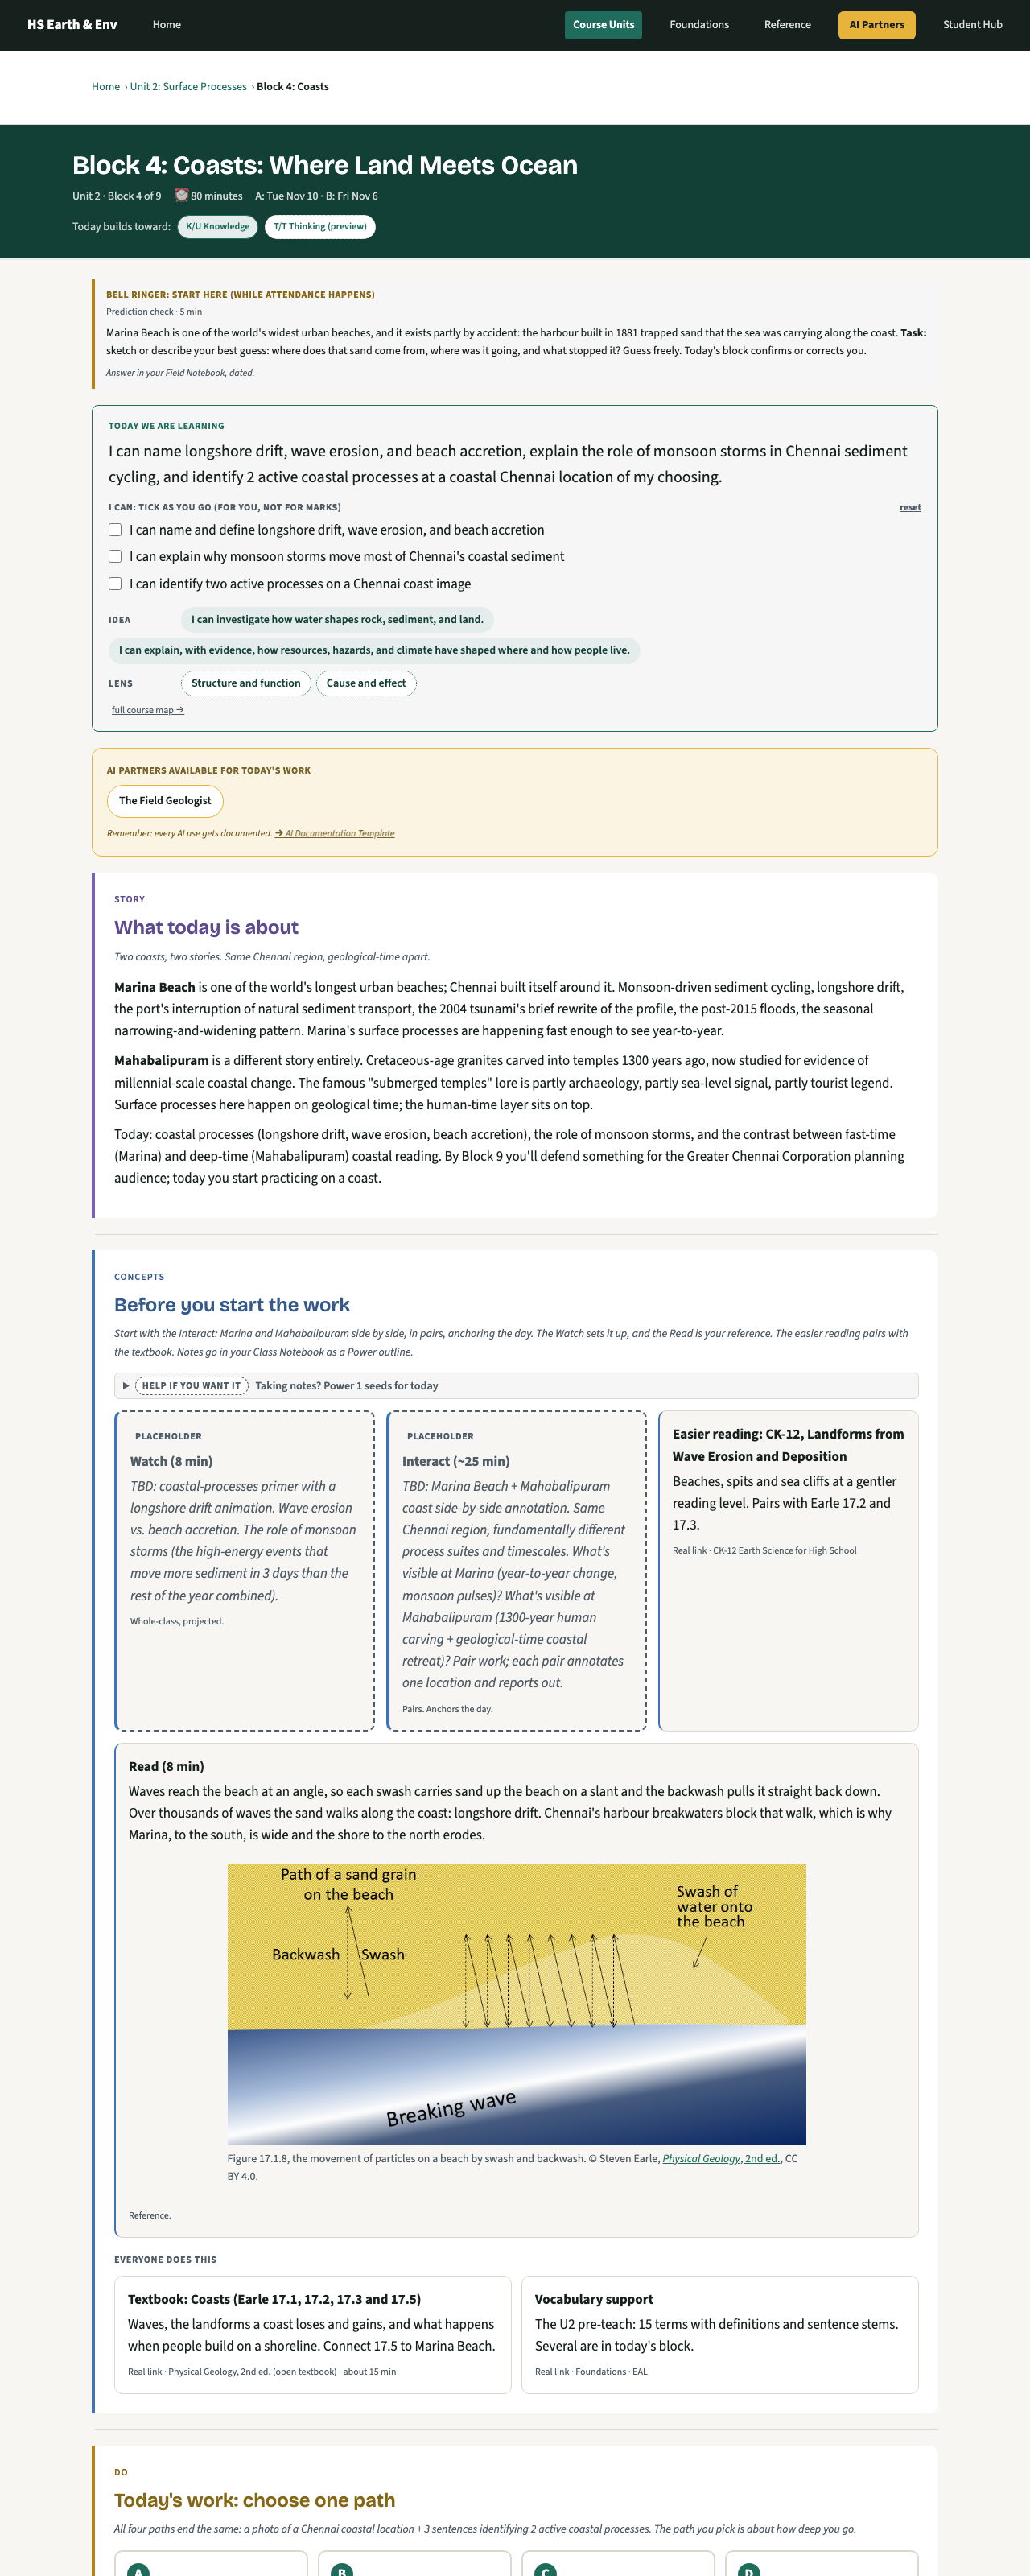 HS Earth & Env
Home
Course Units
Foundations
Reference
AI Partners
Student Hub
Home › Unit 2: Surface Processes › Block 4: Coasts
Block 4: Coasts: Where Land Meets Ocean
Unit 2 · Block 4 of 9 ⏰ 80 minutes A: Tue Nov 10 · B: Fri Nov 6
Today builds toward: K/U Knowledge T/T Thinking (preview)
BELL RINGER: START HERE (WHILE ATTENDANCE HAPPENS)
Prediction check · 5 min
Marina Beach is one of the world's widest urban beaches, and it exists partly by accident: the harbour built in 1881 trapped sand that the sea was carrying along the coast. Task:
sketch or describe your best guess: where does that sand come from, where was it going, and what stopped it? Guess freely. Today's block confirms or corrects you.
Answer in your Field Notebook, dated.
TODAY WE ARE LEARNING
I can name longshore drift, wave erosion, and beach accretion, explain the role of monsoon storms in Chennai sediment
cycling, and identify 2 active coastal processes at a coastal Chennai location of my choosing.
I CAN: TICK AS YOU GO (FOR YOU, NOT FOR MARKS)
reset
I can name and define longshore drift, wave erosion, and beach accretion
I can explain why monsoon storms move most of Chennai's coastal sediment
I can identify two active processes on a Chennai coast image
IDEA I can investigate how water shapes rock, sediment, and land.
I can explain, with evidence, how resources, hazards, and climate have shaped where and how people live.
LENS Structure and function Cause and effect
full course map →
AI PARTNERS AVAILABLE FOR TODAY'S WORK
The Field Geologist
Remember: every AI use gets documented. → AI Documentation Template
STORY
What today is about
Two coasts, two stories. Same Chennai region, geological-time apart.
Marina Beach is one of the world's longest urban beaches; Chennai built itself around it. Monsoon-driven sediment cycling, longshore drift,
the port's interruption of natural sediment transport, the 2004 tsunami's brief rewrite of the profile, the post-2015 floods, the seasonal
narrowing-and-widening pattern. Marina's surface processes are happening fast enough to see year-to-year.
Mahabalipuram is a different story entirely. Cretaceous-age granites carved into temples 1300 years ago, now studied for evidence of
millennial-scale coastal change. The famous "submerged temples" lore is partly archaeology, partly sea-level signal, partly tourist legend.
Surface processes here happen on geological time; the human-time layer sits on top.
Today: coastal processes (longshore drift, wave erosion, beach accretion), the role of monsoon storms, and the contrast between fast-time
(Marina) and deep-time (Mahabalipuram) coastal reading. By Block 9 you'll defend something for the Greater Chennai Corporation planning
audience; today you start practicing on a coast.
CONCEPTS
Before you start the work
Start with the Interact: Marina and Mahabalipuram side by side, in pairs, anchoring the day. The Watch sets it up, and the Read is your reference. The easier reading pairs with
the textbook. Notes go in your Class Notebook as a Power outline.
▶ HELP IF YOU WANT IT Taking notes? Power 1 seeds for today
PLACEHOLDER
Watch (8 min)
TBD: coastal-processes primer with a
longshore drift animation. Wave erosion
vs. beach accretion. The role of monsoon
storms (the high-energy events that
move more sediment in 3 days than the
rest of the year combined).
Whole-class, projected.
PLACEHOLDER
Interact (~25 min)
TBD: Marina Beach + Mahabalipuram
coast side-by-side annotation. Same
Chennai region, fundamentally different
process suites and timescales. What's
visible at Marina (year-to-year change,
monsoon pulses)? What's visible at
Mahabalipuram (1300-year human
carving + geological-time coastal
retreat)? Pair work; each pair annotates
one location and reports out.
Pairs. Anchors the day.
Easier reading: CK-12, Landforms from
Wave Erosion and Deposition
Beaches, spits and sea cliffs at a gentler
reading level. Pairs with Earle 17.2 and
17.3.
Real link · CK-12 Earth Science for High School
Read (8 min)
Waves reach the beach at an angle, so each swash carries sand up the beach on a slant and the backwash pulls it straight back down.
Over thousands of waves the sand walks along the coast: longshore drift. Chennai's harbour breakwaters block that walk, which is why
Marina, to the south, is wide and the shore to the north erodes.
Path of a sand grain
on the beach
Backwash
Swash
Swash of
water onto
the beach
Breaking wave
Figure 17.1.8, the movement of particles on a beach by swash and backwash. © Steven Earle, Physical Geology, 2nd ed., CC
BY 4.0.
Reference.
EVERYONE DOES THIS
Textbook: Coasts (Earle 17.1, 17.2, 17.3 and 17.5)
Waves, the landforms a coast loses and gains, and what happens
when people build on a shoreline. Connect 17.5 to Marina Beach.
Real link · Physical Geology, 2nd ed. (open textbook) · about 15 min
Vocabulary support
The U2 pre-teach: 15 terms with definitions and sentence stems.
Several are in today's block.
Real link · Foundations · EAL
DO
Today's work: choose one path
All four paths end the same: a photo of a Chennai coastal location + 3 sentences identifying 2 active coastal processes. The path you pick is about how deep you go.
A
B
C
D